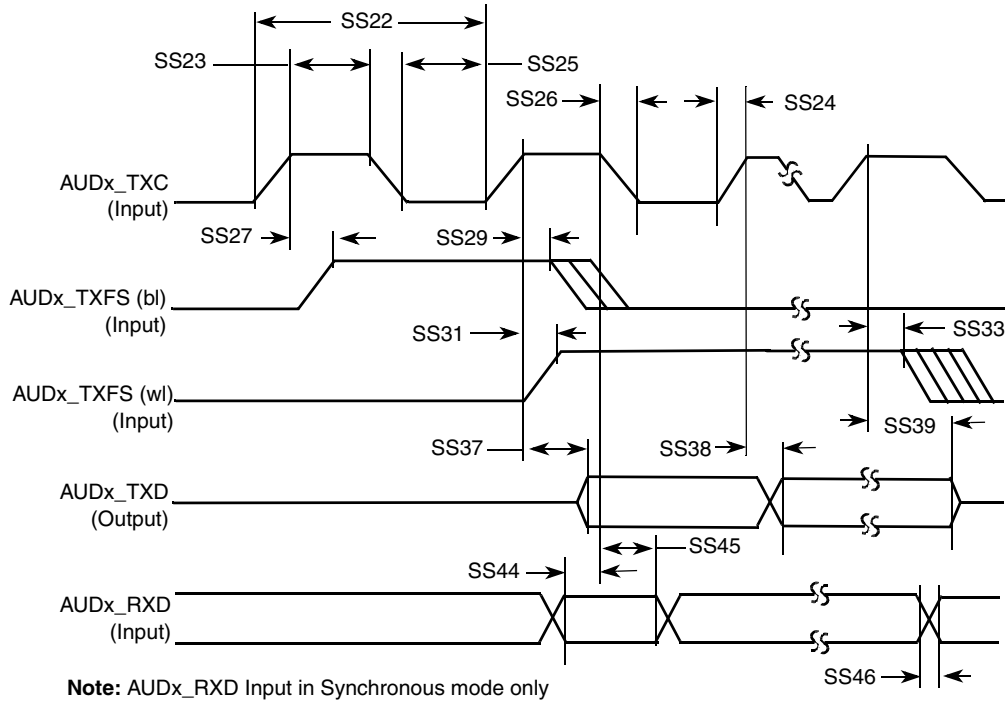 SS22
SS23
SS25
SS26
SS24
AUDx_TXC
(Input)
SS27
SS29
AUDx_TXFS (bl)
(Input)
SS31
SS33
AUDx_TXFS (wl)
(Input)
SS39
SS37
SS38
AUDx_TXD
(Output)
SS45
SS44
AUDx_RXD
(Input)
SS46
Note: AUDx_RXD Input in Synchronous mode only